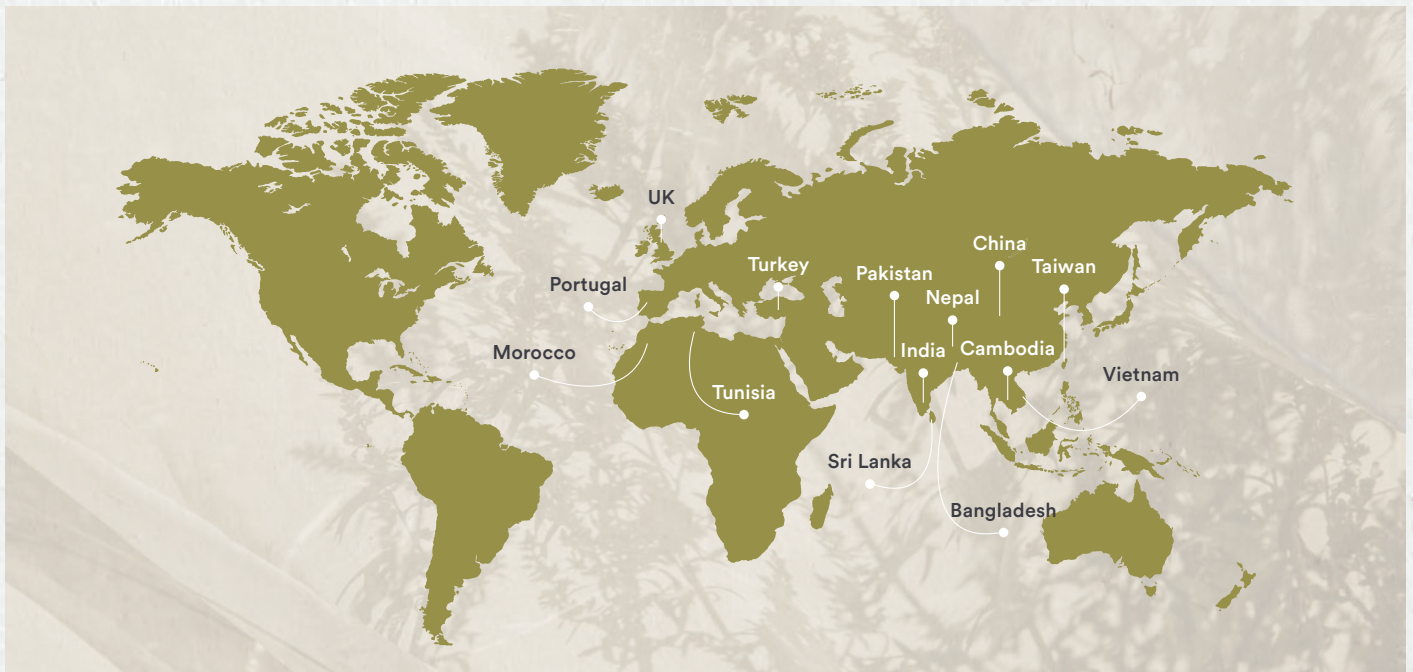 UK
China
Turkey
Taiwan
Pakistan
Portugal
Nepal
India
Cambodia
Morocco
Vietnam
Tunisia
Sri Lanka
Bangladesh